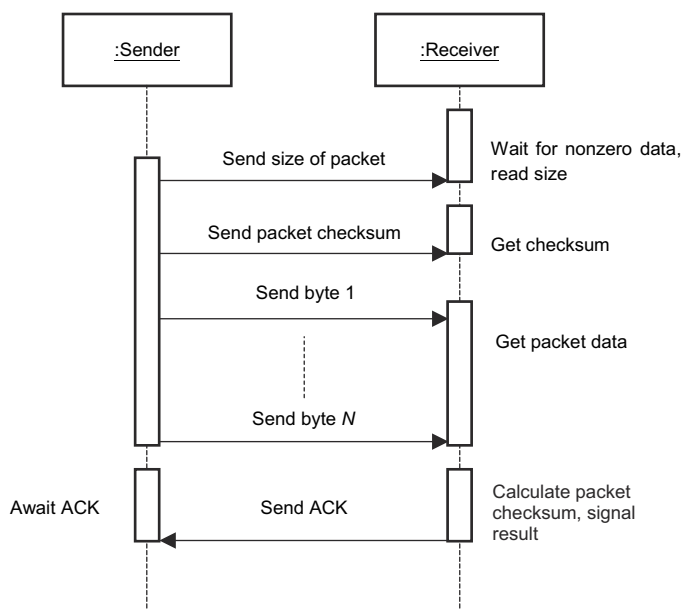 :Sender
:Receiver
Send size of packet
Wait for nonzero data,
read size
Send packet checksum
Get checksum
Send byte 1
Get packet data
Send byte N
Await ACK
Send ACK
Calculate packet
checksum, signal
result